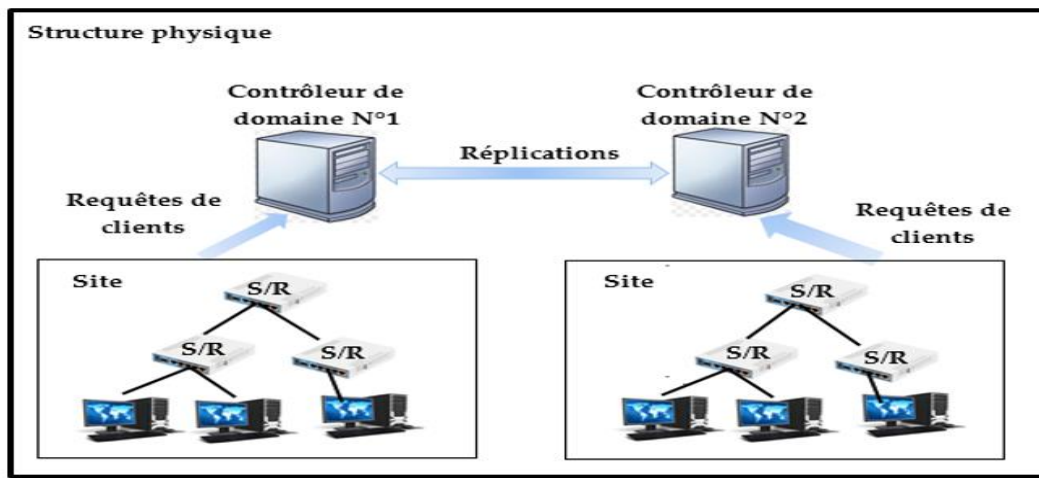 Structure physique
Contrôleur de
domaine N°1
Contrôleur de
domaine N°2
Réplications
Requêtes de
clients
Requêtes de
clients
Site
S/R
S/R
S/R
Site
S/R
S/R
S/R